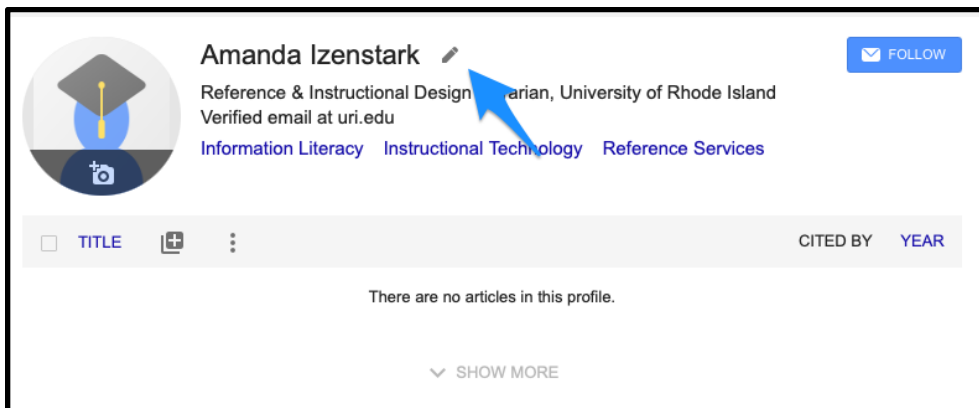 Amanda Izenstark
FOLLOW
Reference & Instructional Design arian, University of Rhode Island
Verified email at uri.edu
Information Literacy Instructional Technology Reference Services
TITLE CITED BY YEAR
There are no articles in this profile.
SHOW MORE